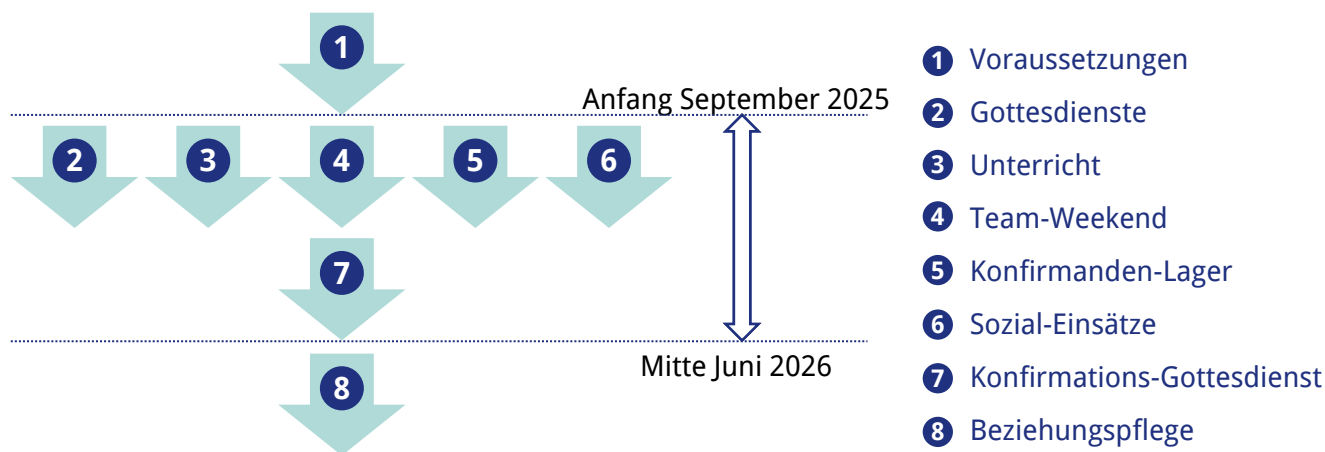 1
Anfang September 2025
2 3 4 5 6
7
Mitte Juni 2026
8
1 Voraussetzungen
2 Gottesdienste
3 Unterricht
4 Team-Weekend
5 Konfirmanden-Lager
6 Sozial-Einsätze
7 Konfirmations-Gottesdienst
8 Beziehungspflege